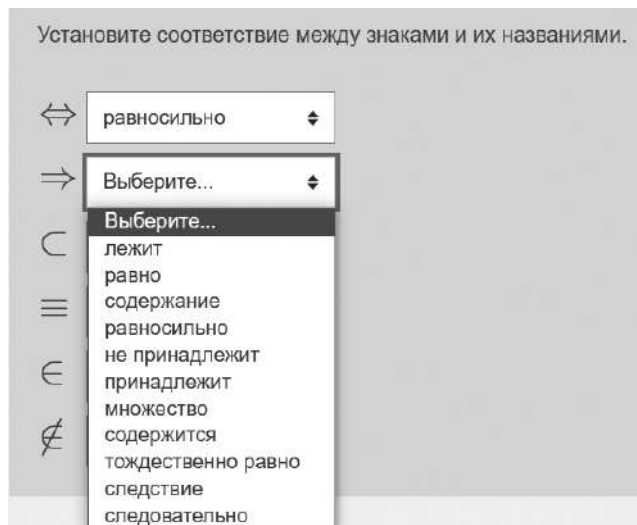 Установите соответствие между знаками и их названиями.
⇔ равносильно
⇒ Выберите...
Выберите...
лежит
⊂
равно
содержание
≡
равносильно
не принадлежит
∈
принадлежит
множество
∉
содержится
тождественно равно
следствие
следовательно